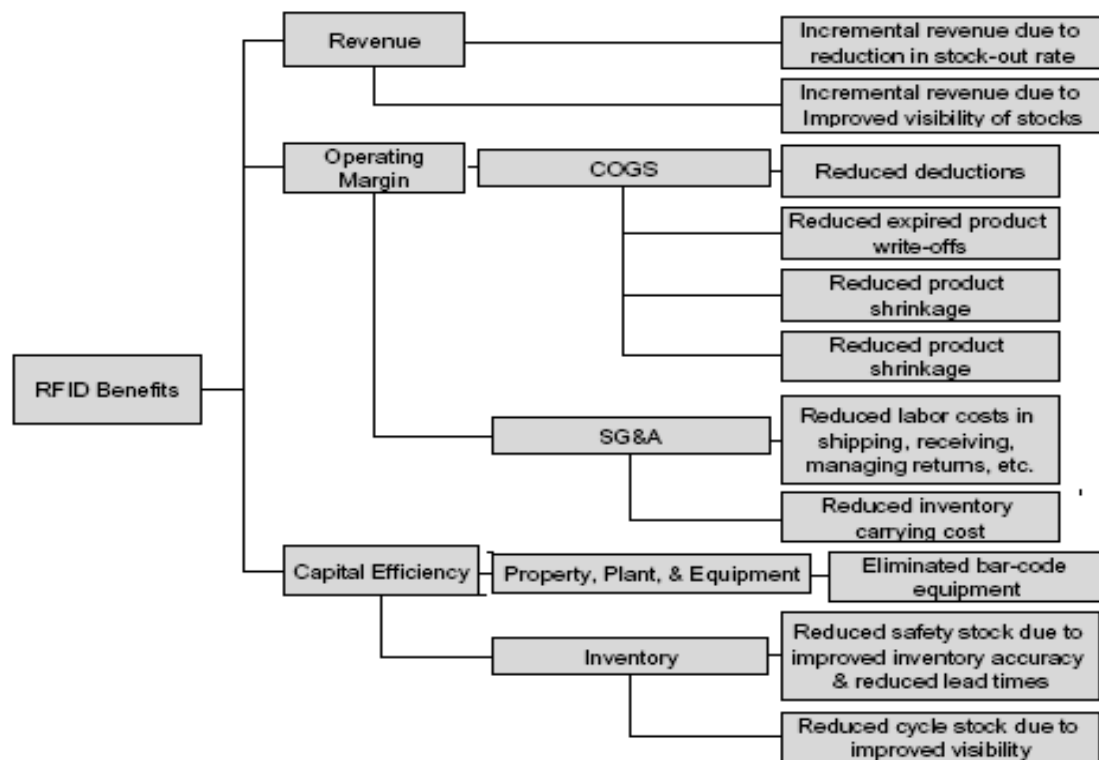 Revenue
Incremental revenue due to
reduction in stock-out rate
Incremental revenue due to
Improved visibility of stocks
Operating
Margin
COGS
Reduced deductions
Reduced expired product
write-offs
Reduced product
shrinkage
Reduced product
shrinkage
RFID Benefits
SG&A
Reduced labor costs in
shipping, receiving,
managing returns, etc.
Reduced inventory
carrying cost
Capital Efficiency
Property, Plant, & Equipment
Eliminated bar-code
equipment
Inventory
Reduced safety stock due to
improved inventory accuracy
& reduced lead times
Reduced cycle stock due to
improved visibility